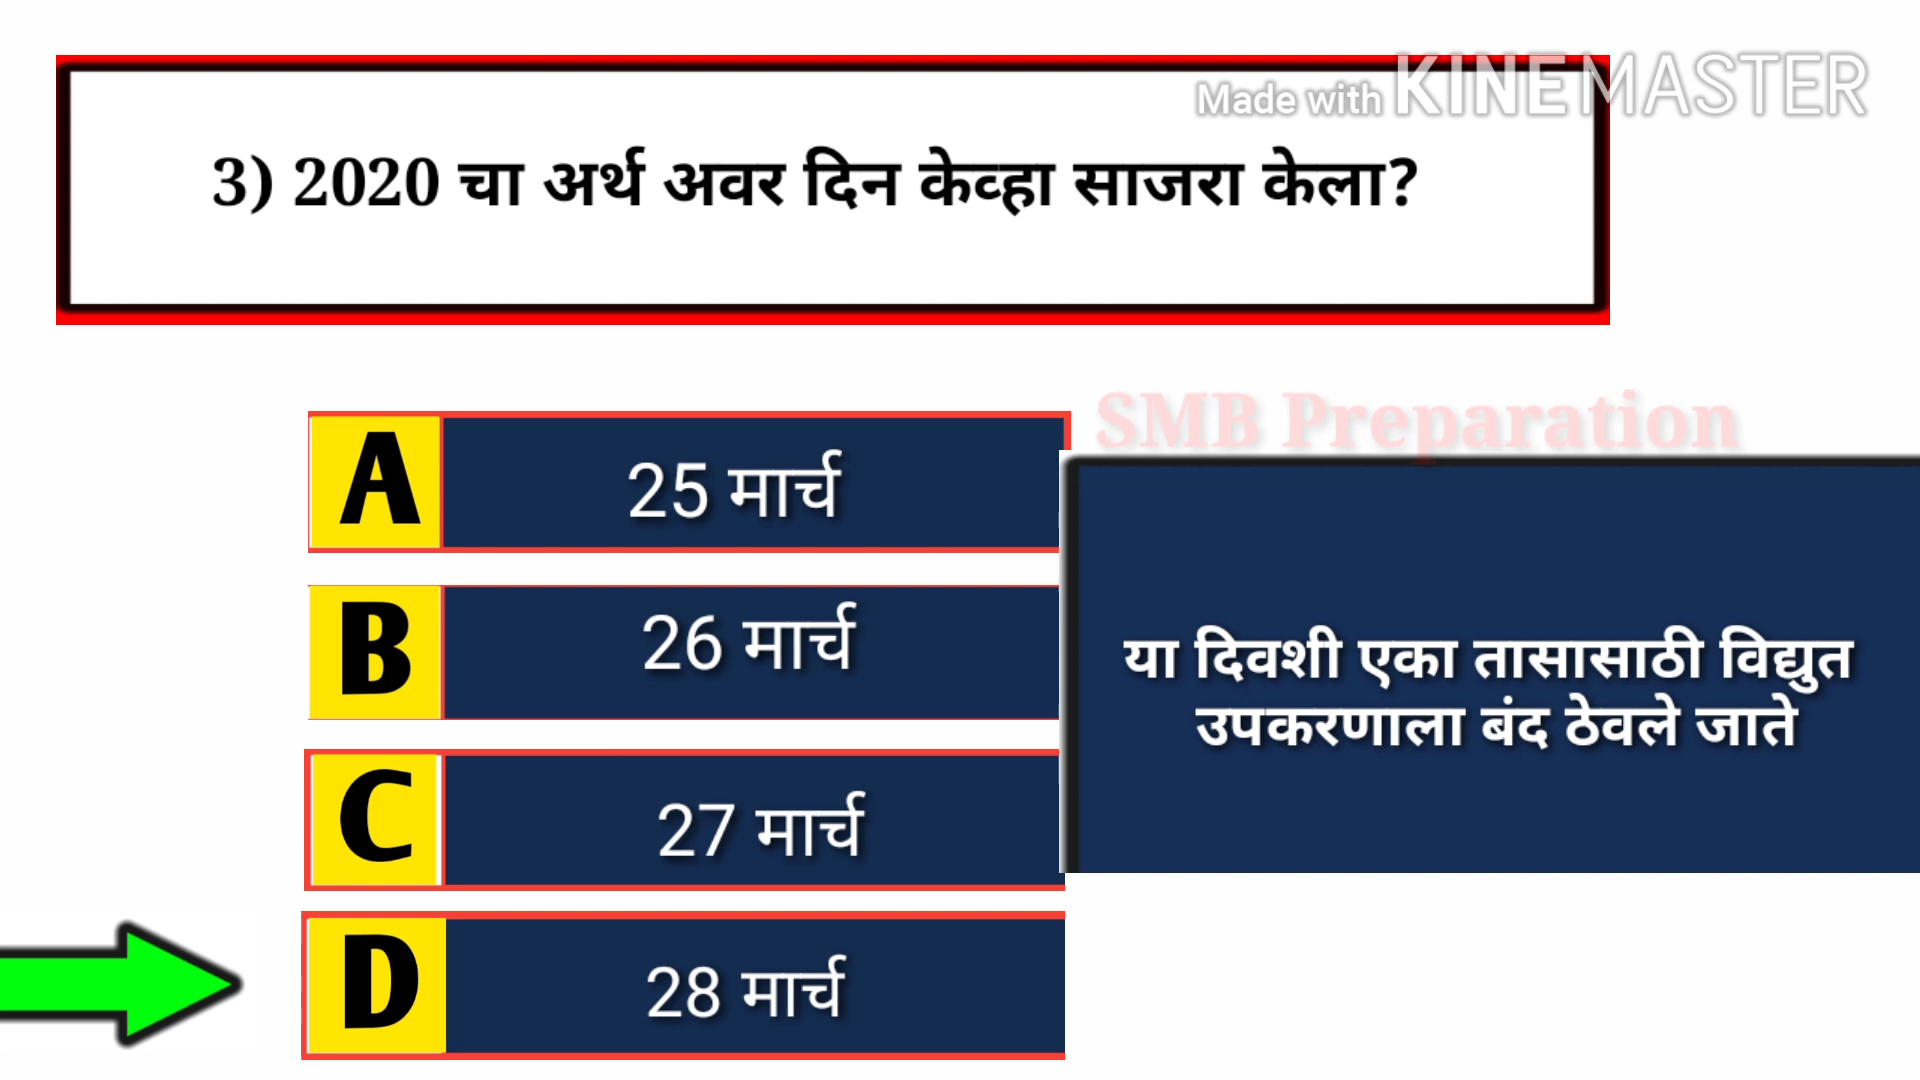 Made with KINEMASTER
3) 2020 चा अर्थ अवर दिन केव्हा साजरा केला?
SMB Preparation
A 25 मार्च
B 26 मार्च
C 27 मार्च
D 28 मार्च
या दिवशी एका तासासाठी विद्युत
उपकरणाला बंद ठेवले जाते